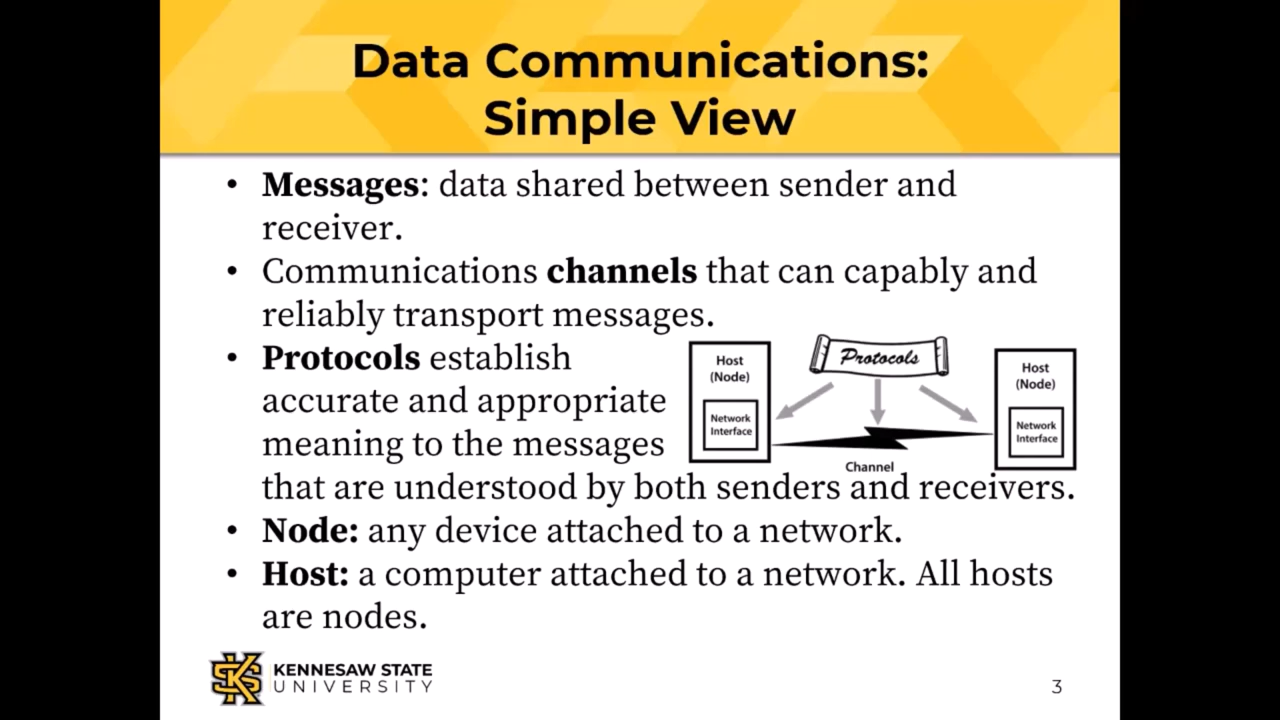 Data Communications:
Simple View
• Messages: data shared between sender and
receiver.
• Communications channels that can capably and
reliably transport messages.
• Protocols establish
accurate and appropriate
meaning to the messages
that are understood by both senders and receivers.
Host
(Node)
Network
Interface
Protocols
Channel
Host
(Node)
Network
Interface
• Node: any device attached to a network.
• Host: a computer attached to a network. All hosts
are nodes.
KS
KENNESAW STATE
UNIVERSITY
3